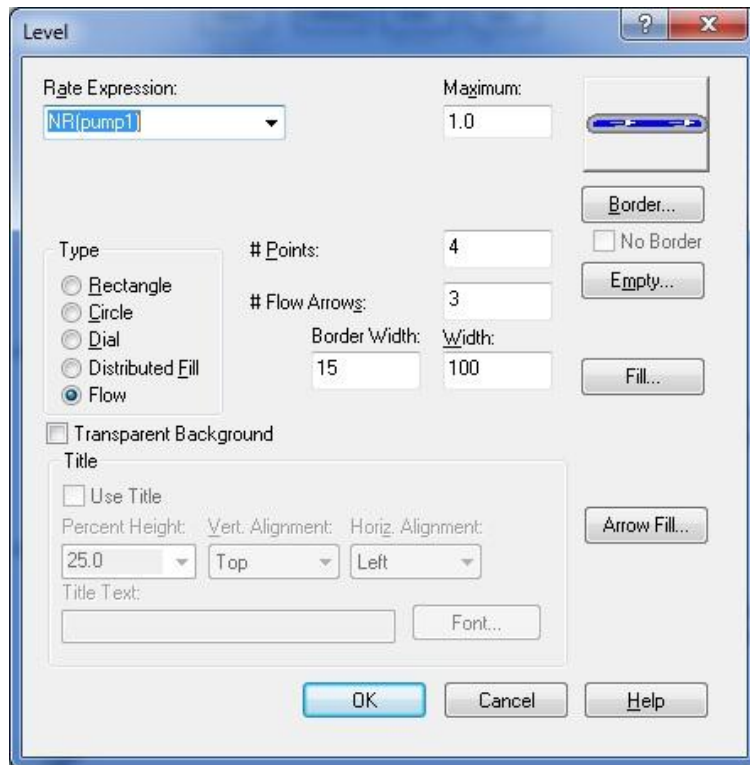 Level
Rate Expression:
Maximum:
NR(pump1)
1.0
Border...
No Border
Type
# Points:
4
Empty...
Rectangle
# Flow Arrows:
3
Circle
Dial
Border Width:
Width:
Distributed Fill
15
100
Fill...
Flow
Transparent Background
Title
Use Title
Percent Height:
Vert. Alignment:
Horiz. Alignment:
Arrow Fill...
25.0
Top
Left
Title Text:
Font...
OK
Cancel
Help